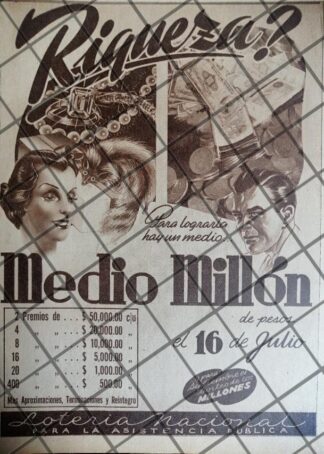 Riqueza?
Para lograrlo
hay un medio
Medio Millón
de pesos
el 16 de Julio
2 Premios de . . . $ 50,000.00 c/u
4 " " $ 20,000.00
8 " " $ 10,000.00
16 " " $ 5,000.00
20 " " $ 1,000.00
400 " " $ 500.00
Mas Aproximaciones, Terminaciones y Reintegro
MILLONES
Lotería Nacional
PARA LA ASISTENCIA PUBLICA